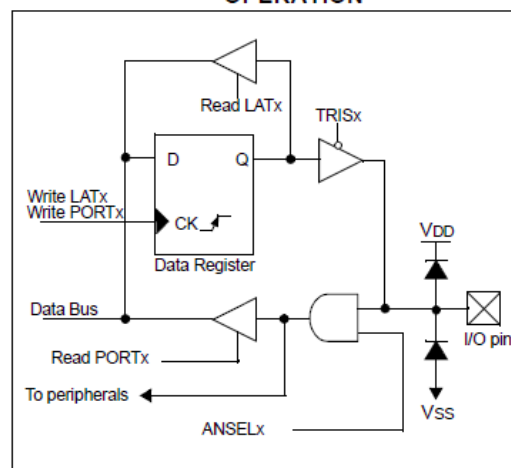 OPERATION
Read LATx
TRISx
D
Q
Write LATx
Write PORTx
CK
VDD
Data Register
Data Bus
I/O pin
Read PORTx
To peripherals
VSS
ANSELx